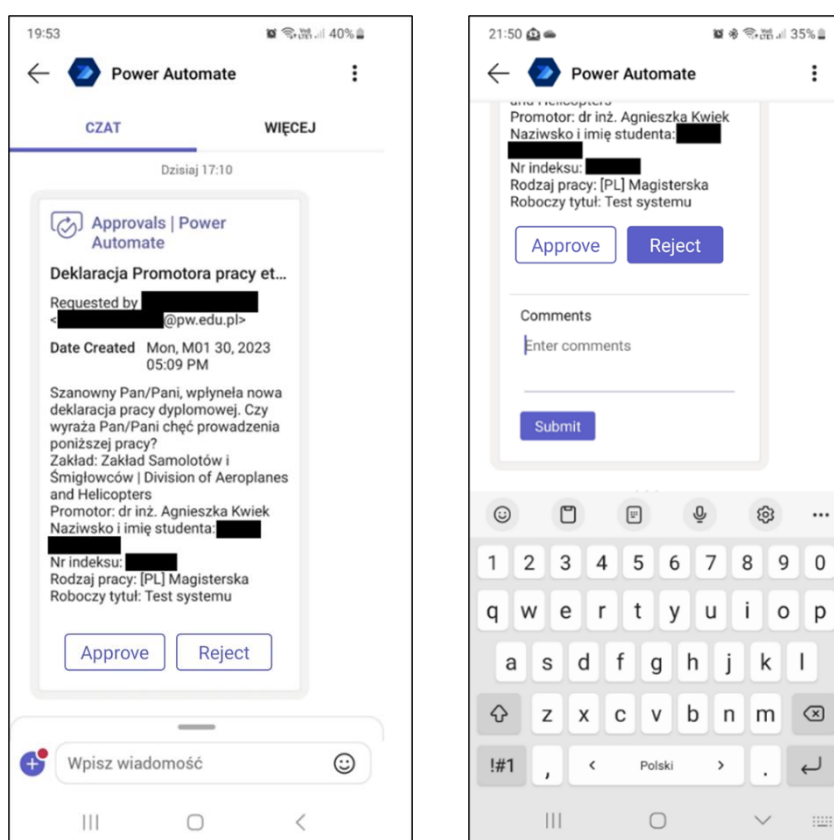 19:53
40%
Power Automate
CZAT
WIĘCEJ
Dzisiaj 17:10
Approvals | Power
Automate
Deklaracja Promotora pracy et...
Requested by
<
@pw.edu.pl>
Date Created Mon, M01 30, 2023
05:09 PM
Szanowny Pan/Pani, wpłyneła nowa
deklaracja pracy dyplomowej. Czy
wyraża Pan/Pani chęć prowadzenia
poniższej pracy?
Zakład: Zakład Samolotów i
Śmigłowców | Division of Aeroplanes
and Helicopters
Promotor: dr inż. Agnieszka Kwiek
Naziwsko i imię studenta:
Nr indeksu:
Rodzaj pracy: [PL] Magisterska
Roboczy tytuł: Test systemu
Approve
Reject
Wpisz wiadomość
21:50
35%
Power Automate
and Helicopters
Promotor: dr inż. Agnieszka Kwiek
Naziwsko i imię studenta:
Nr indeksu:
Rodzaj pracy: [PL] Magisterska
Roboczy tytuł: Test systemu
Approve
Reject
Comments
Enter comments
Submit
1 2 3 4 5 6 7 8 9 0
q w e r t y u i o p
a s d f g h j k l
z x c v b n m
!#1 , < Polski > .